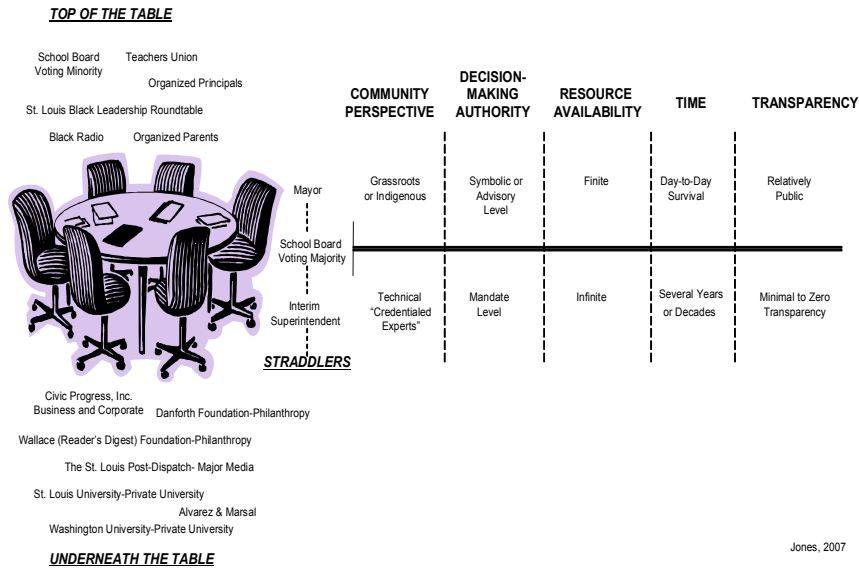 TOP OF THE TABLE
School Board
Voting Minority
Teachers Union
Organized Principals
St. Louis Black Leadership Roundtable
Black Radio
Organized Parents
COMMUNITY
PERSPECTIVE
DECISION-
MAKING
AUTHORITY
RESOURCE
AVAILABILITY
TIME
TRANSPARENCY
Mayor
Grassroots
or Indigenous
Symbolic or
Advisory
Level
Finite
Day-to-Day
Survival
Relatively
Public
School Board
Voting Majority
Interim
Superintendent
Technical
“Credentialed
Experts”
Mandate
Level
Infinite
Several Years
or Decades
Minimal to Zero
Transparency
STRADDLERS
Civic Progress, Inc.
Business and Corporate
Danforth Foundation-Philanthropy
Wallace (Reader’s Digest) Foundation-Philanthropy
The St. Louis Post-Dispatch- Major Media
St. Louis University-Private University
Alvarez & Marsal
Washington University-Private University
UNDERNEATH THE TABLE
Jones, 2007